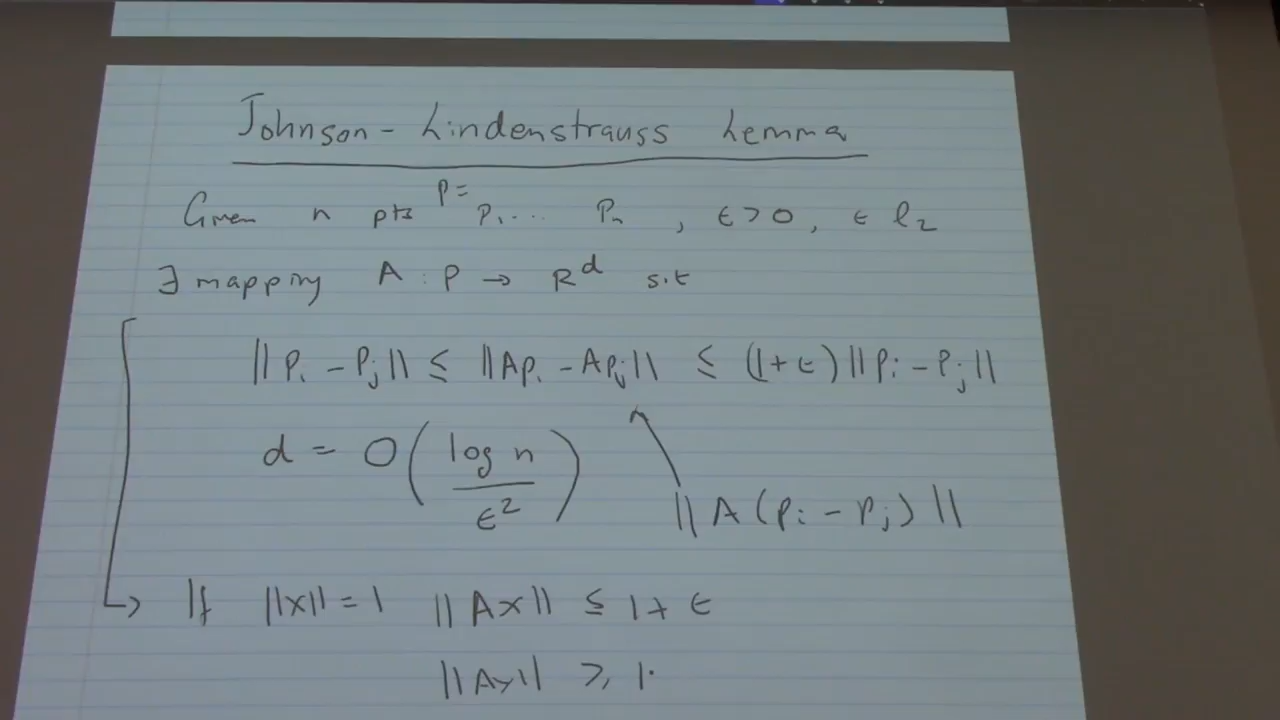 Johnson - Lindenstrauss Lemma
Given n pts P = p₁ .... Pₙ , ε > 0, ∈ ℓ₂
∃ mapping A : P → R^d s.t
||Pᵢ - Pⱼ|| ≤ ||Apᵢ - APⱼ|| ≤ (1+ε)||Pᵢ - Pⱼ||
d = O( log n / ε² )
|| A (Pᵢ - Pⱼ) ||
If ||x|| = 1 ||Ax|| ≤ 1 + ε
||Ax|| ≥ 1.